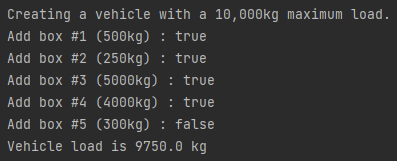 Creating a vehicle with a 10,000kg maximum load.
Add box #1 (500kg) : true
Add box #2 (250kg) : true
Add box #3 (5000kg) : true
Add box #4 (4000kg) : true
Add box #5 (300kg) : false
Vehicle load is 9750.0 kg